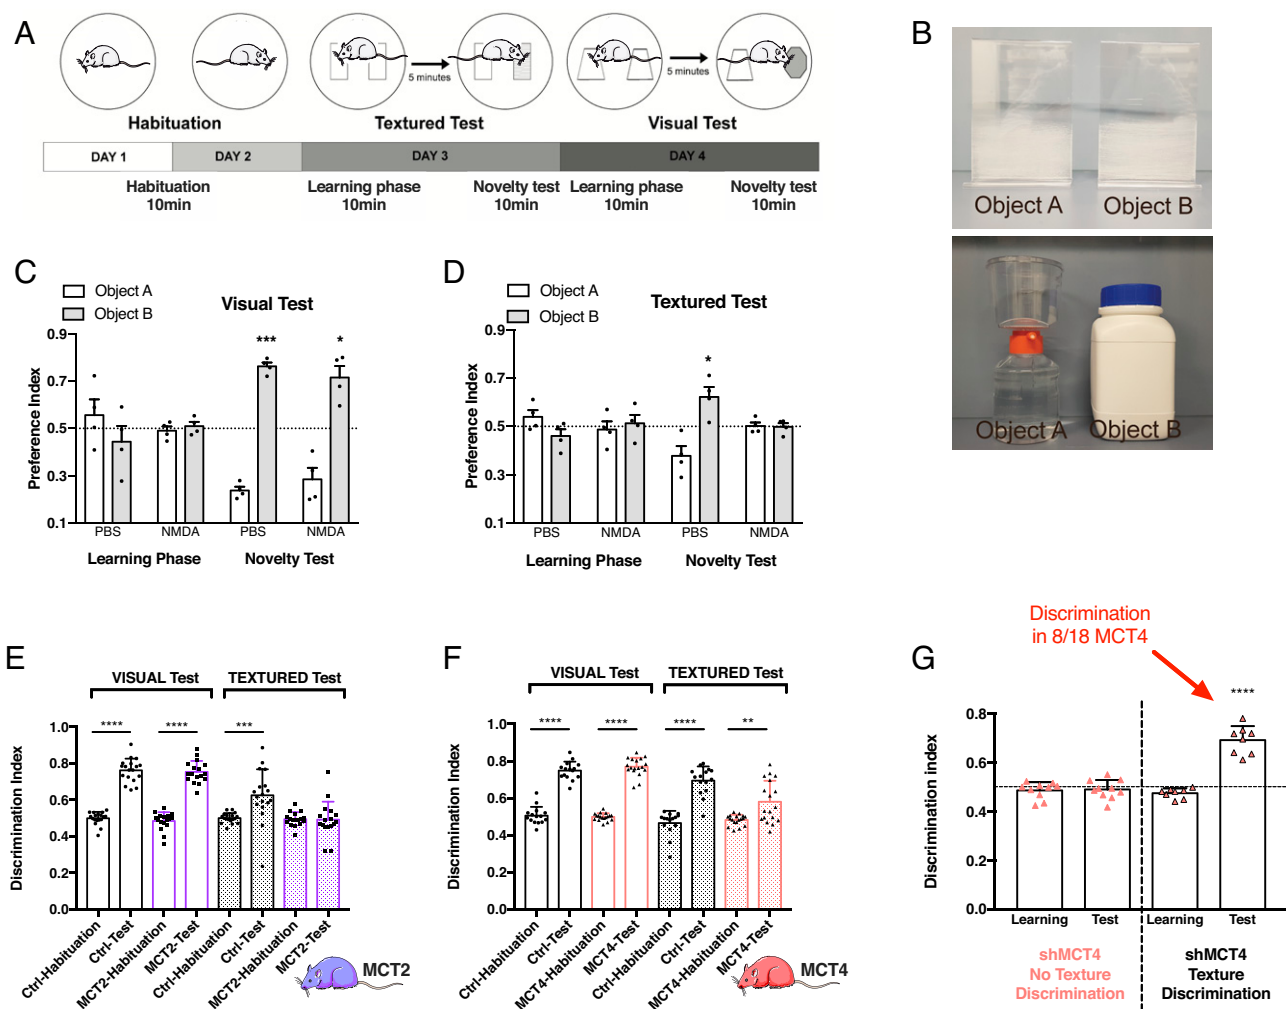 A
5 minutes
5 minutes
Habituation
Textured Test
Visual Test
DAY 1
DAY 2
DAY 3
DAY 4
Habituation
10min
Learning phase
10min
Novelty test
10min
Learning phase
10min
Novelty test
10min
B
Object A
Object B
Object A
Object B
C
Object A
Object B
Visual Test
Preference Index
0.9
0.7
0.5
0.3
0.1
***
*
PBS
NMDA
PBS
NMDA
Learning Phase
Novelty Test
D
Object A
Object B
Textured Test
Preference Index
0.9
0.7
0.5
0.3
0.1
*
PBS
NMDA
PBS
NMDA
Learning Phase
Novelty Test
E
VISUAL Test
TEXTURED Test
Discrimination Index
1.0
0.8
0.6
0.4
0.2
0.0
****
****
***
Ctrl-Habituation
Ctrl-Test
MCT2-Habituation
MCT2-Test
Ctrl-Habituation
Ctrl-Test
MCT2-Habituation
MCT2-Test
MCT2
F
VISUAL Test
TEXTURED Test
Discrimination Index
1.0
0.8
0.6
0.4
0.2
0.0
****
****
****
**
Ctrl-Habituation
Ctrl-Test
MCT4-Habituation
MCT4-Test
Ctrl-Habituation
Ctrl-Test
MCT4-Habituation
MCT4-Test
MCT4
Discrimination
in 8/18 MCT4
G
Discrimination index
0.8
0.6
0.4
0.2
0.0
****
Learning
Test
Learning
Test
shMCT4
No Texture
Discrimination
shMCT4
Texture
Discrimination